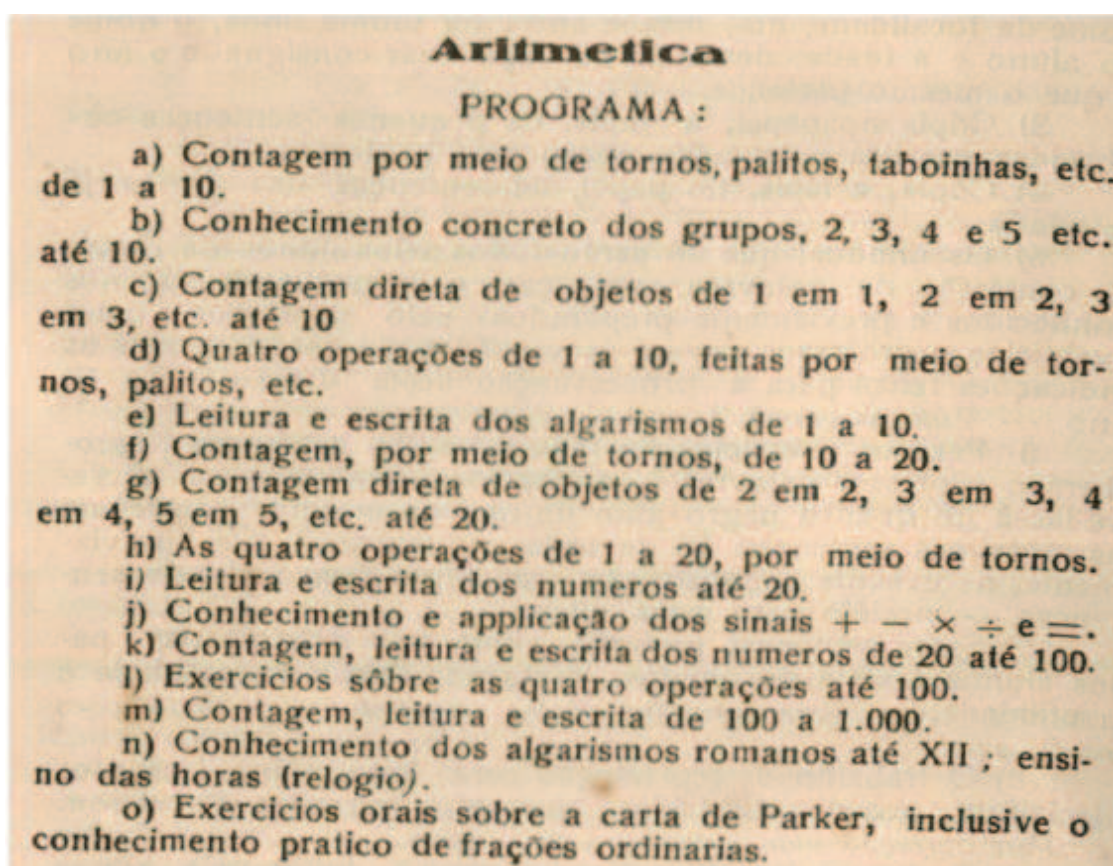 Aritmetica
PROGRAMA:
a) Contagem por meio de tornos, palitos, taboinhas, etc.
de 1 a 10.
b) Conhecimento concreto dos grupos, 2, 3, 4 e 5 etc.
até 10.
c) Contagem direta de objetos de 1 em 1, 2 em 2, 3
em 3, etc. até 10
d) Quatro operações de 1 a 10, feitas por meio de tor-
nos, palitos, etc.
e) Leitura e escrita dos algarismos de 1 a 10.
f) Contagem, por meio de tornos, de 10 a 20.
g) Contagem direta de objetos de 2 em 2, 3 em 3, 4
em 4, 5 em 5, etc. até 20.
h) As quatro operações de 1 a 20, por meio de tornos.
i) Leitura e escrita dos numeros até 20.
j) Conhecimento e applicação dos sinais + − × ÷ e =.
k) Contagem, leitura e escrita dos numeros de 20 até 100.
l) Exercicios sôbre as quatro operações até 100.
m) Contagem, leitura e escrita de 100 a 1.000.
n) Conhecimento dos algarismos romanos até XII; ensi-
no das horas (relogio).
o) Exercicios orais sobre a carta de Parker, inclusive o
conhecimento pratico de frações ordinarias.